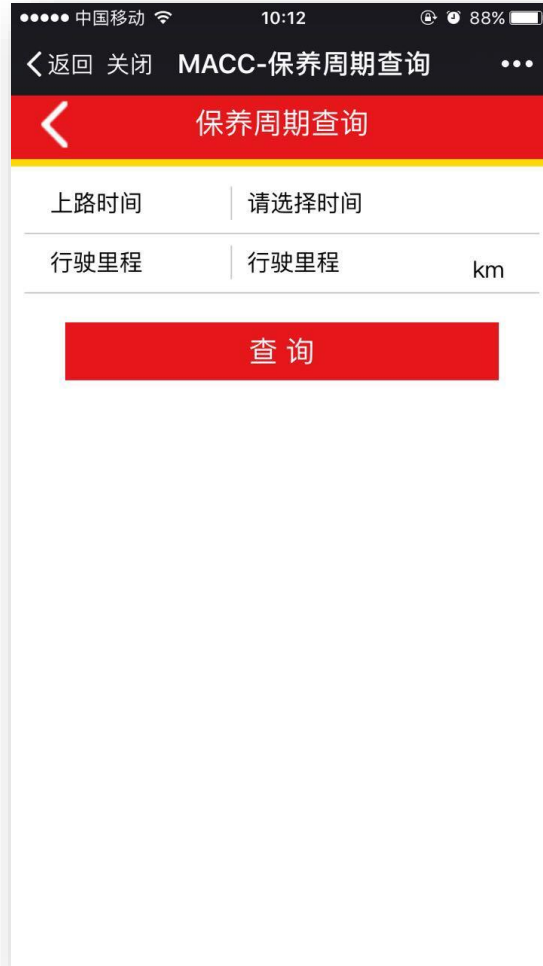 中国移动 10:12 88%
返回 关闭 MACC-保养周期查询
保养周期查询
上路时间 请选择时间
行驶里程 行驶里程 km
查 询